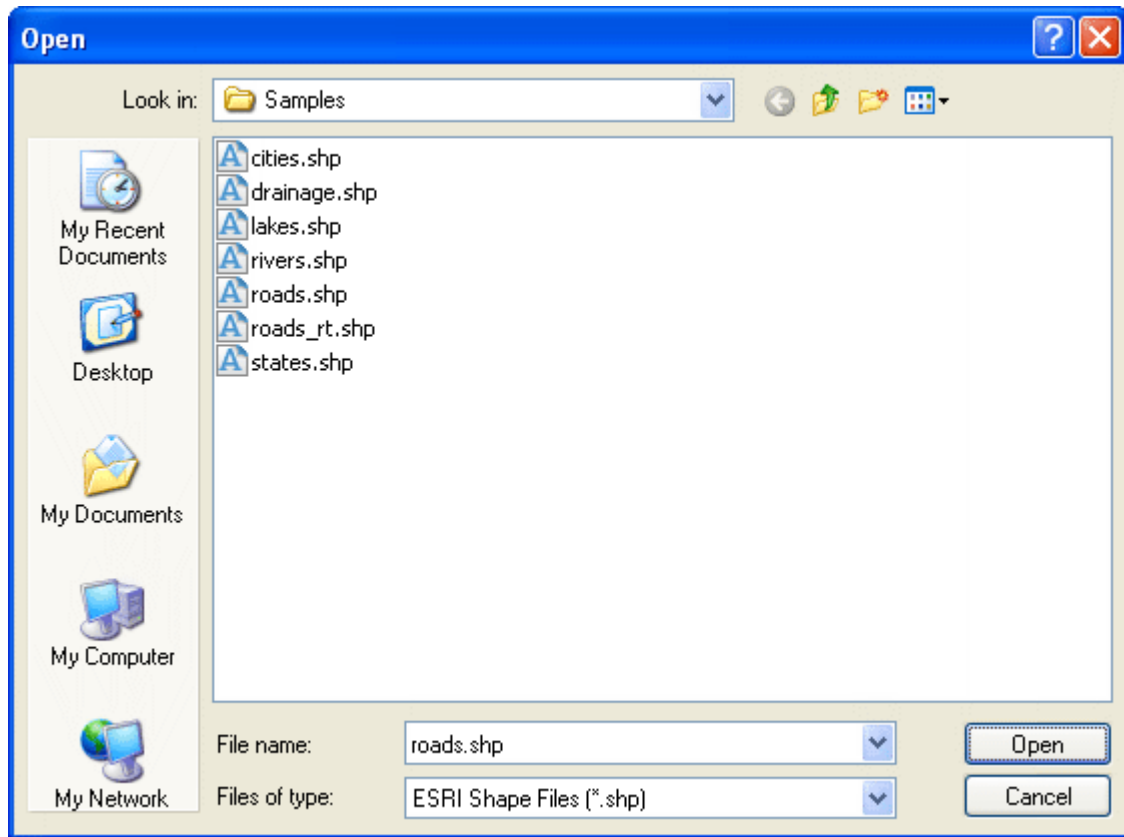 Open
Look in: Samples
My Recent
Documents
Desktop
My Documents
My Computer
My Network
cities.shp
drainage.shp
lakes.shp
rivers.shp
roads.shp
roads_rt.shp
states.shp
File name: roads.shp Open
Files of type: ESRI Shape Files (*.shp) Cancel